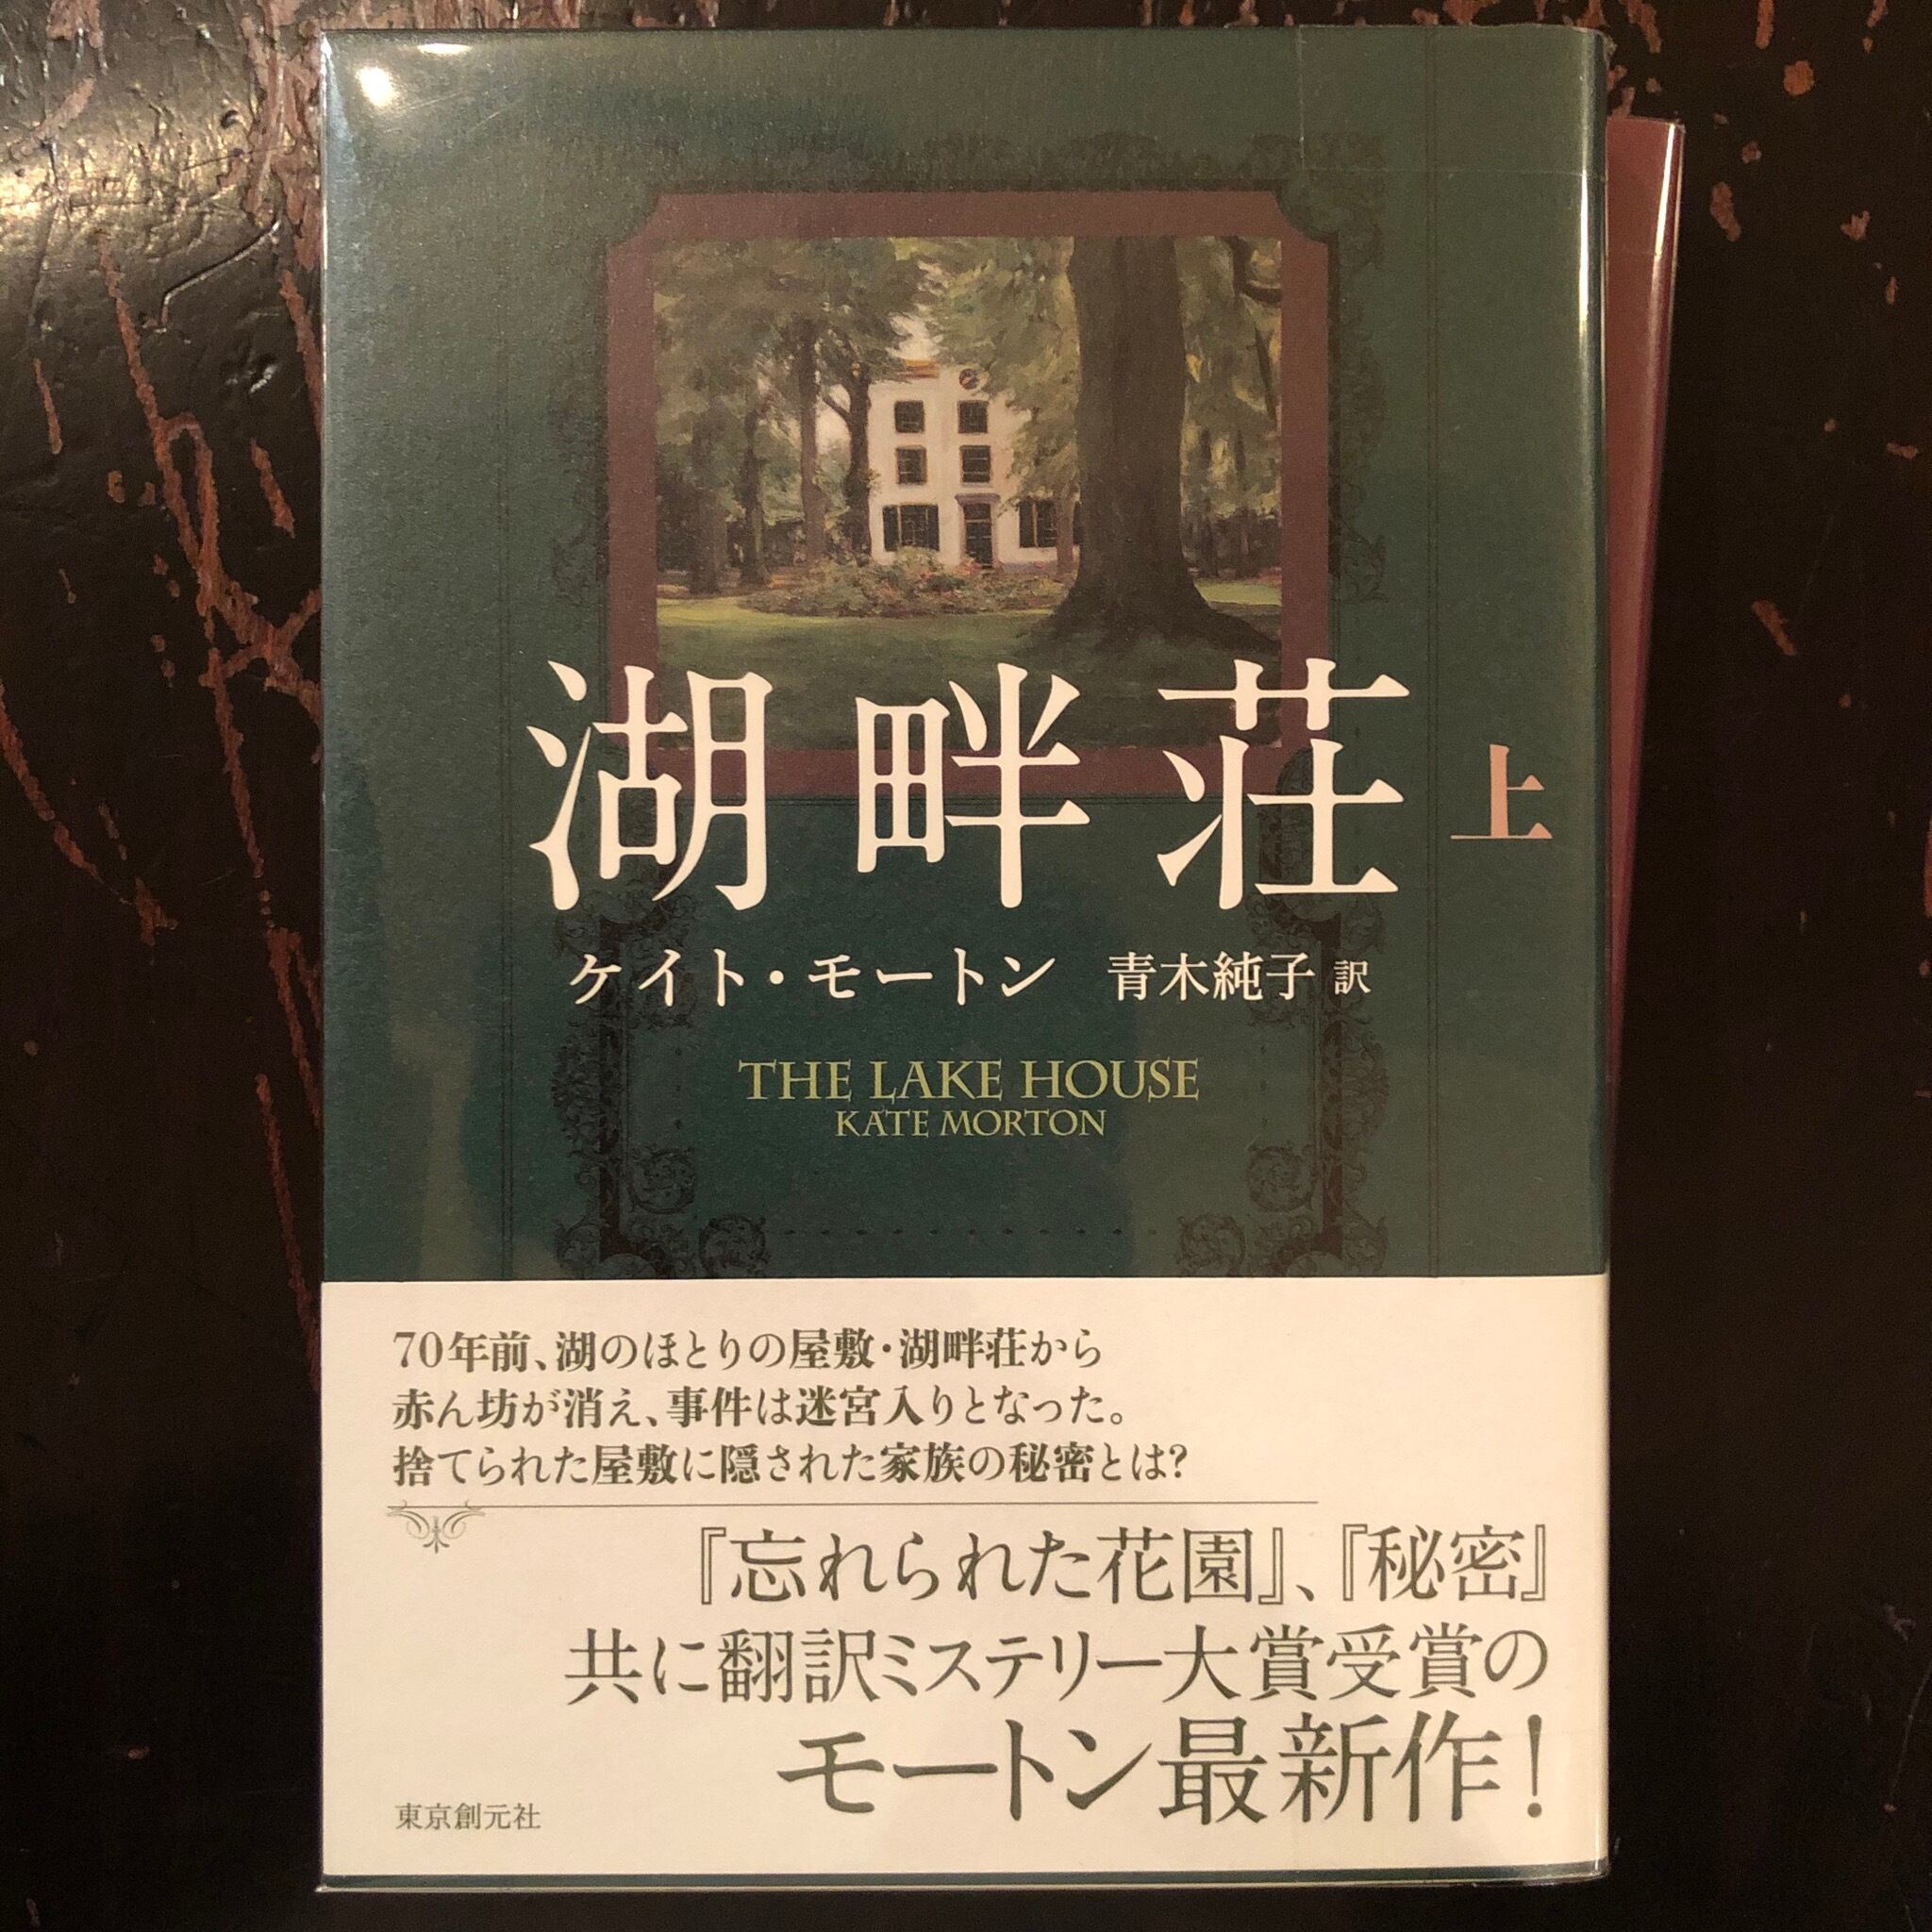 湖畔荘 上
ケイト・モートン 青木純子 訳
THE LAKE HOUSE
KATE MORTON
70年前、湖のほとりの屋敷・湖畔荘から
赤ん坊が消え、事件は迷宮入りとなった。
捨てられた屋敷に隠された家族の秘密とは?
『忘れられた花園』、『秘密』
共に翻訳ミステリー大賞受賞の
モートン最新作!
東京創元社